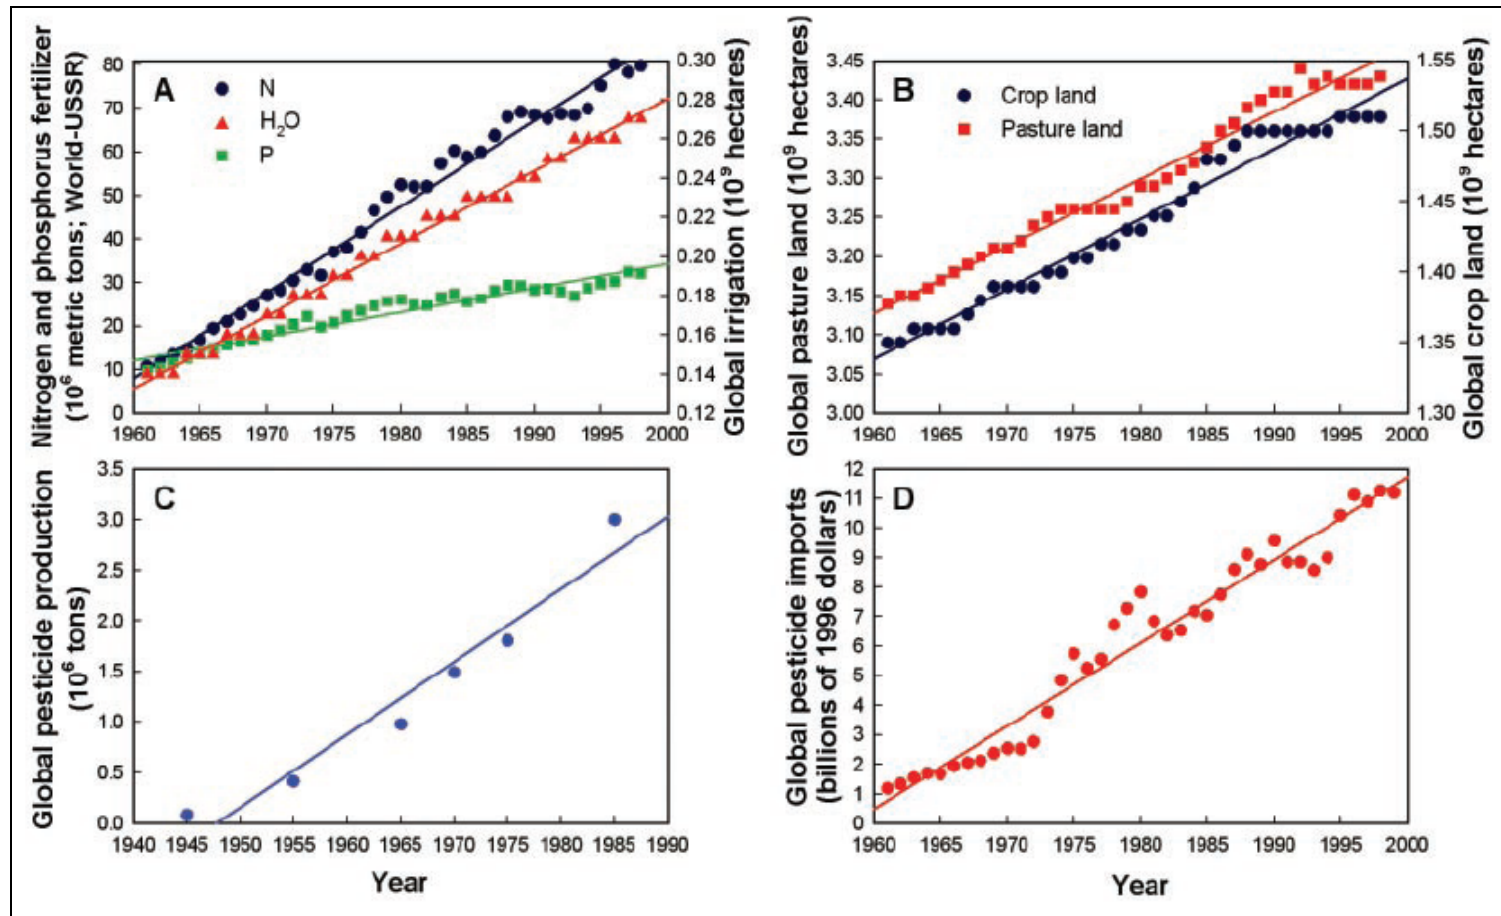 Nitrogen and phosphorus fertilizer
(10⁶ metric tons; World-USSR)
A
N
H₂O
P
80
70
60
50
40
30
20
10
0
0.30
0.28
0.26
0.24
0.22
0.20
0.18
0.16
0.14
0.12
Global irrigation (10⁹ hectares)
1960 1965 1970 1975 1980 1985 1990 1995 2000
Global pasture land (10⁹ hectares)
B
Crop land
Pasture land
3.45
3.40
3.35
3.30
3.25
3.20
3.15
3.10
3.05
3.00
1.55
1.50
1.45
1.40
1.35
1.30
Global crop land (10⁹ hectares)
1960 1965 1970 1975 1980 1985 1990 1995 2000
Global pesticide production
(10⁶ tons)
C
3.5
3.0
2.5
2.0
1.5
1.0
0.5
0.0
1940 1945 1950 1955 1960 1965 1970 1975 1980 1985 1990
Year
Global pesticide imports
(billions of 1996 dollars)
D
12
11
10
9
8
7
6
5
4
3
2
1
0
1960 1965 1970 1975 1980 1985 1990 1995 2000
Year